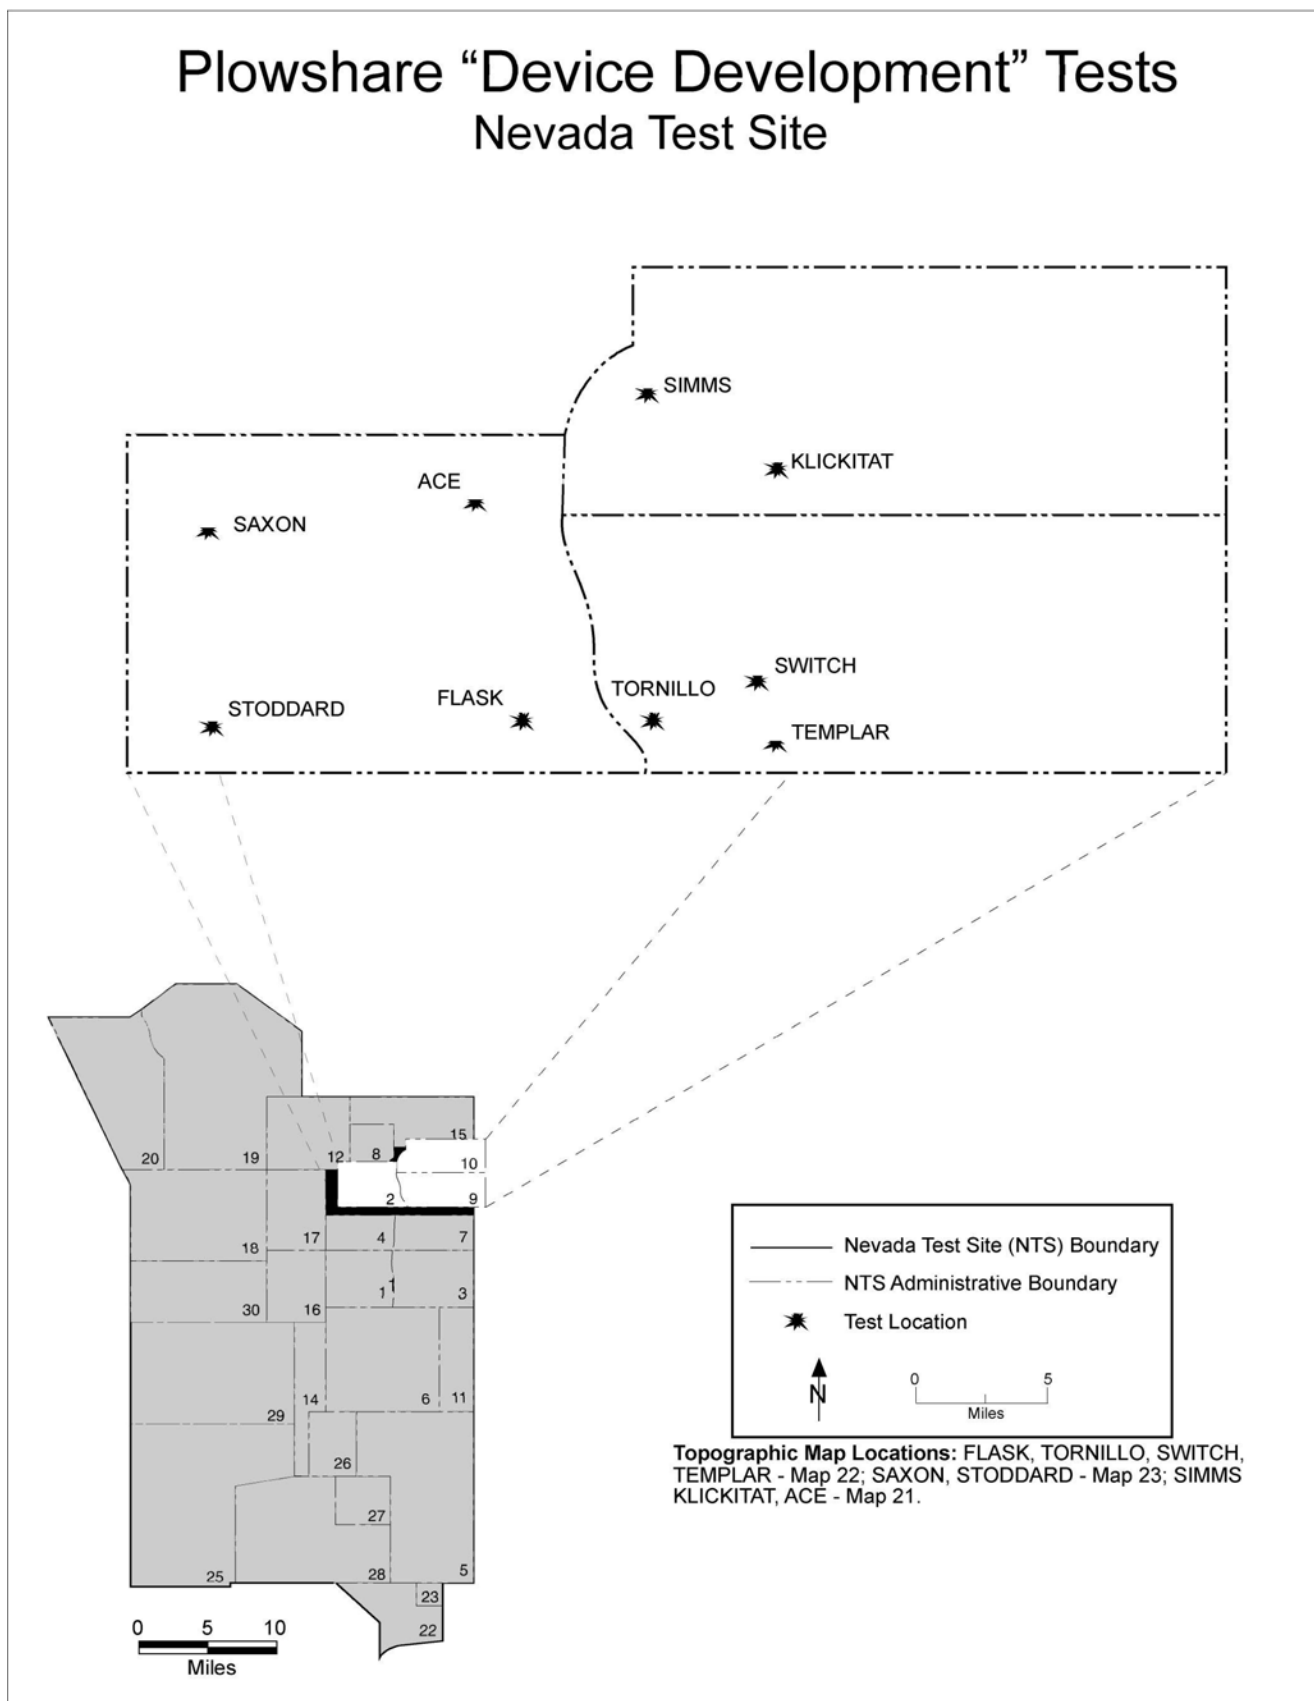 Plowshare “Device Development” Tests
Nevada Test Site
SIMMS
KLICKITAT
ACE
SAXON
SWITCH
TORNILLO
FLASK
STODDARD
TEMPLAR
15
20
19
12
8
10
2
9
18
17
4
7
1
1
3
30
16
14
6
11
29
26
27
25
28
5
23
22
0 5 10
Miles
Nevada Test Site (NTS) Boundary
NTS Administrative Boundary
Test Location
N
0 5
Miles
Topographic Map Locations: FLASK, TORNILLO, SWITCH,
TEMPLAR - Map 22; SAXON, STODDARD - Map 23; SIMMS
KLICKITAT, ACE - Map 21.